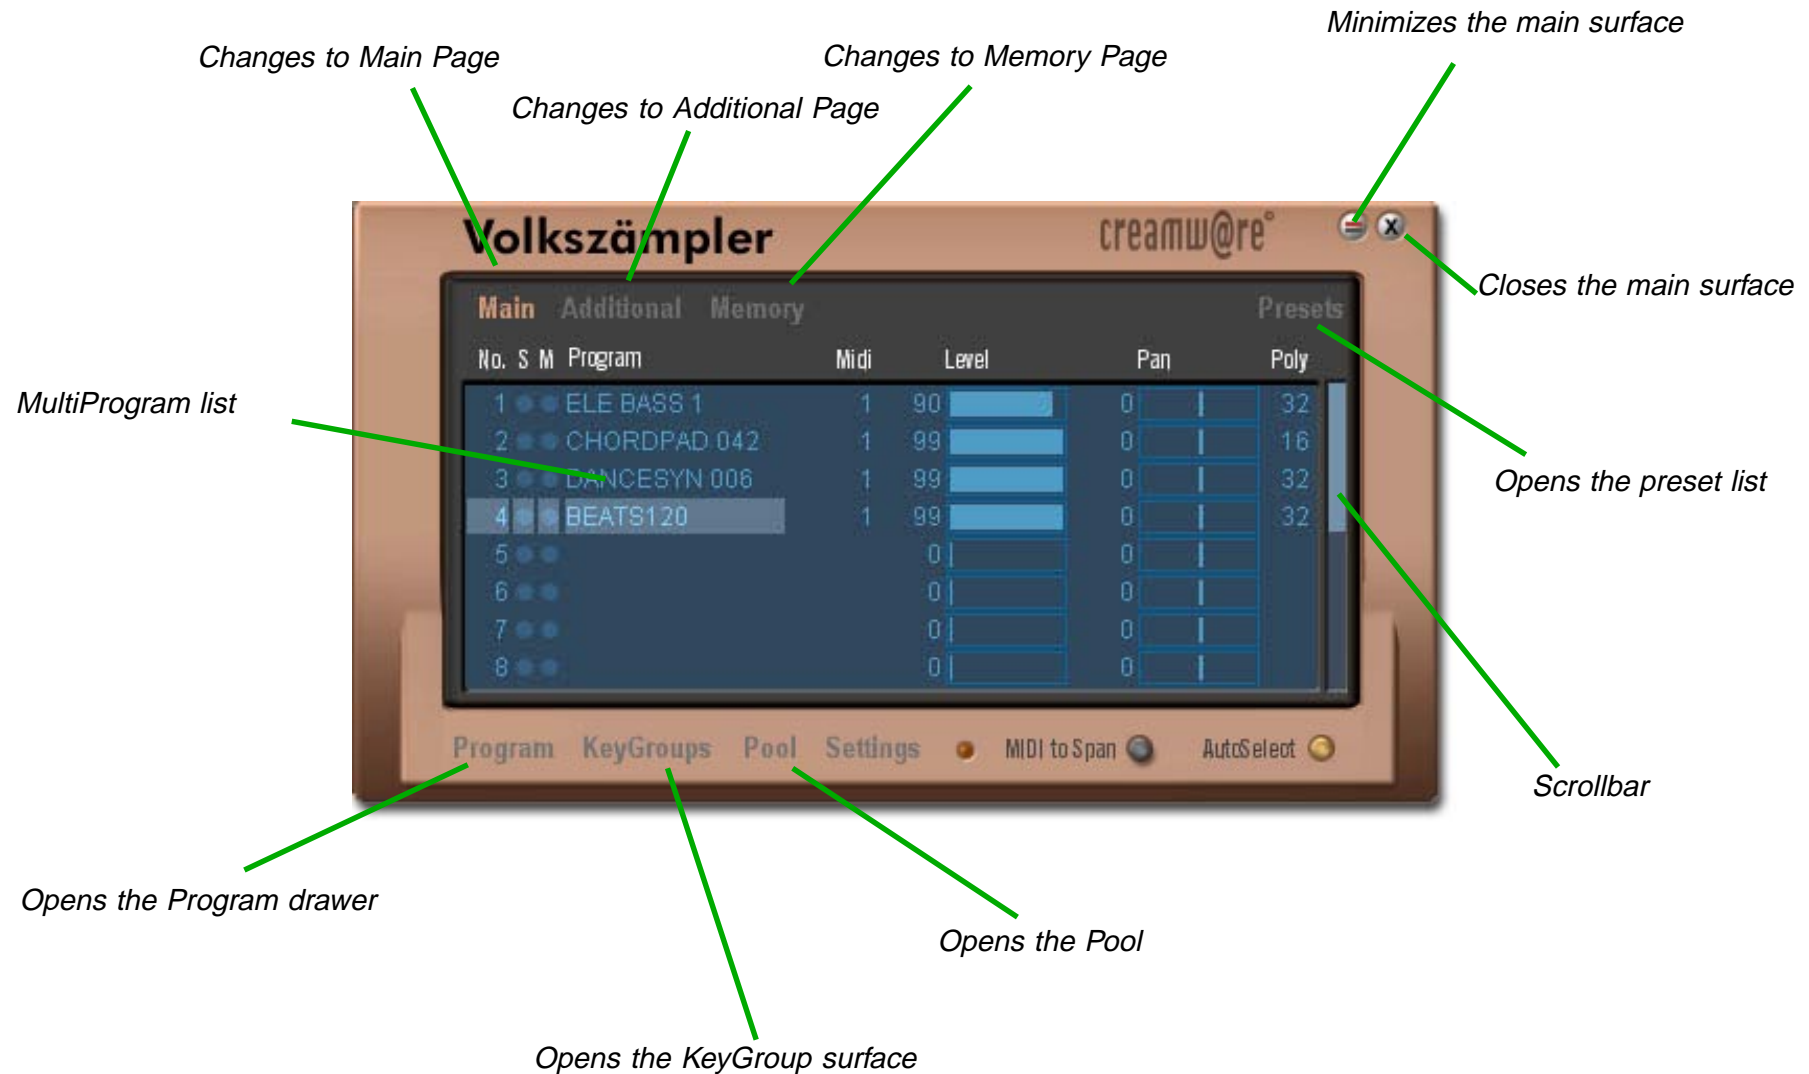 Minimizes the main surface
Changes to Main Page
Changes to Memory Page
Changes to Additional Page
Volkszämpler
creamw@re°
X
Closes the main surface
Main Additional Memory Presets
No. S M Program Midi Level Pan Poly
MultiProgram list
1 ELE BASS 1 1 90 0 32
2 CHORDPAD 042 1 99 0 16
3 DANCESYN 006 1 99 0 32
4 BEATS120 1 99 0 32
5 0 0
6 0 0
7 0 0
8 0 0
Opens the preset list
Program KeyGroups Pool Settings MIDI to Span AutoSelect
Scrollbar
Opens the Program drawer
Opens the Pool
Opens the KeyGroup surface